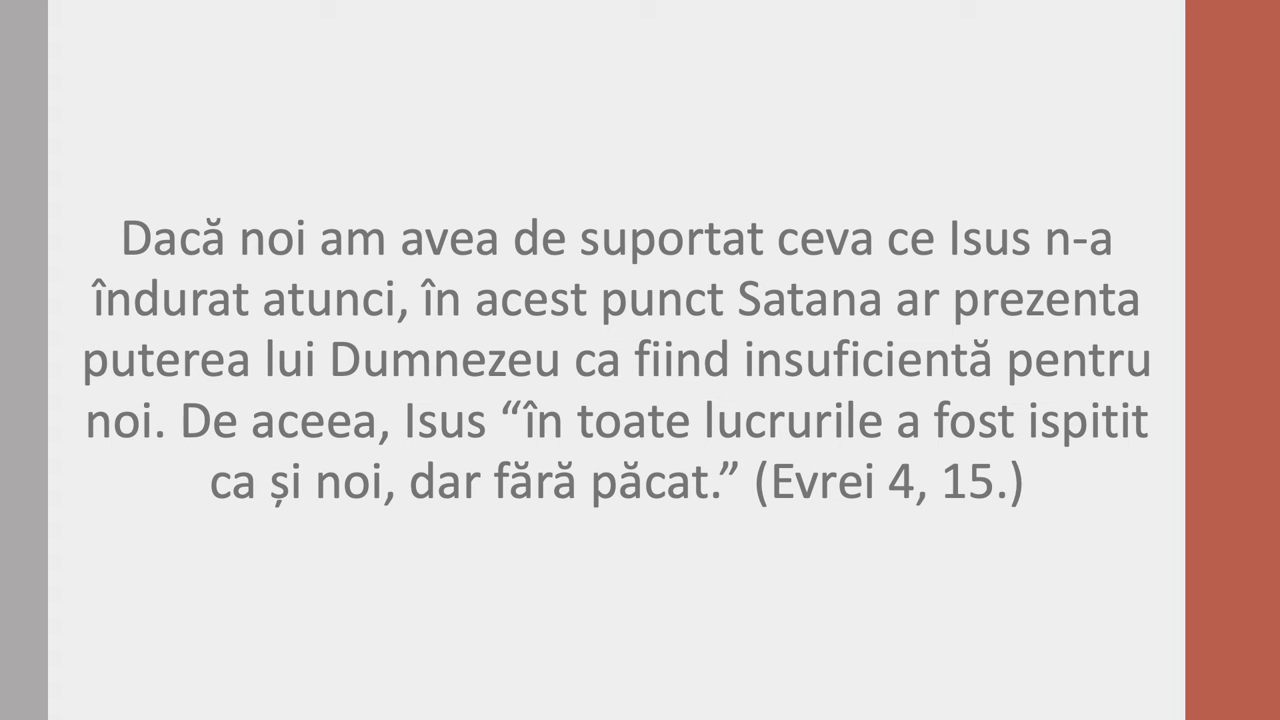 Dacă noi am avea de suportat ceva ce Isus n-a
îndurat atunci, în acest punct Satana ar prezenta
puterea lui Dumnezeu ca fiind insuficientă pentru
noi. De aceea, Isus “în toate lucrurile a fost ispitit
ca și noi, dar fără păcat.” (Evrei 4, 15.)